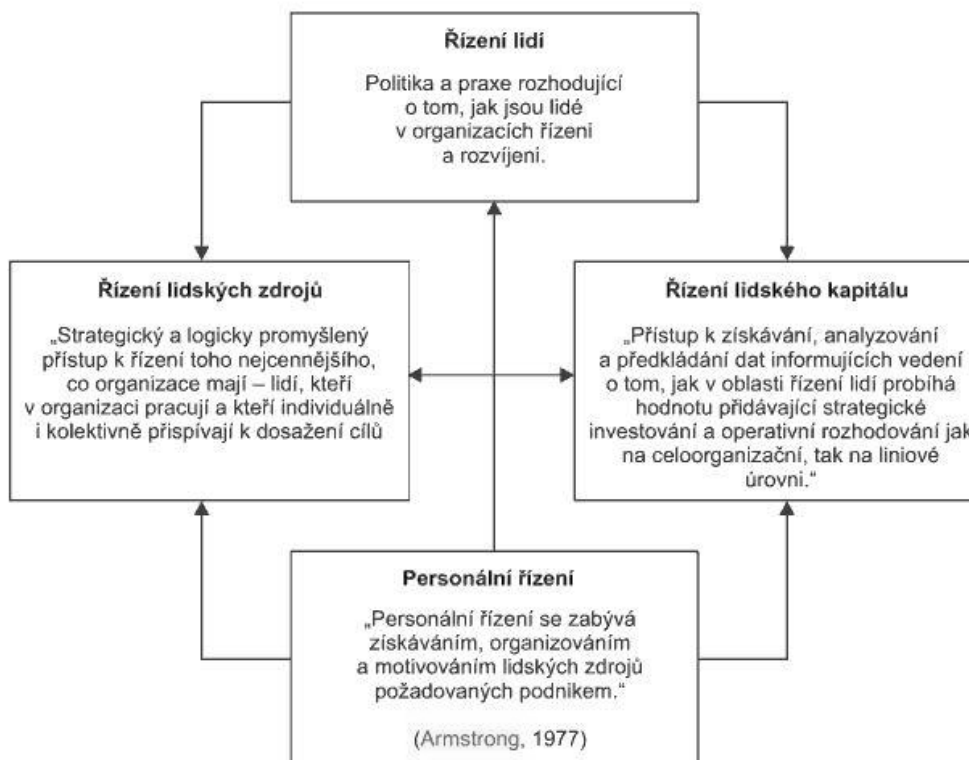 Řízení lidí
Politika a praxe rozhodující
o tom, jak jsou lidé
v organizacích řízeni
a rozvíjeni.
Řízení lidských zdrojů
„Strategický a logicky promyšlený
přístup k řízení toho nejcennějšího,
co organizace mají – lidí, kteří
v organizaci pracují a kteří individuálně
i kolektivně přispívají k dosažení cílů
Řízení lidského kapitálu
„Přístup k získávání, analyzování
a předkládání dat informujících vedení
o tom, jak v oblasti řízení lidí probíhá
hodnotu přidávající strategické
investování a operativní rozhodování jak
na celoorganizační, tak na liniové
úrovni.“
Personální řízení
„Personální řízení se zabývá
získáváním, organizováním
a motivováním lidských zdrojů
požadovaných podnikem.“
(Armstrong, 1977)